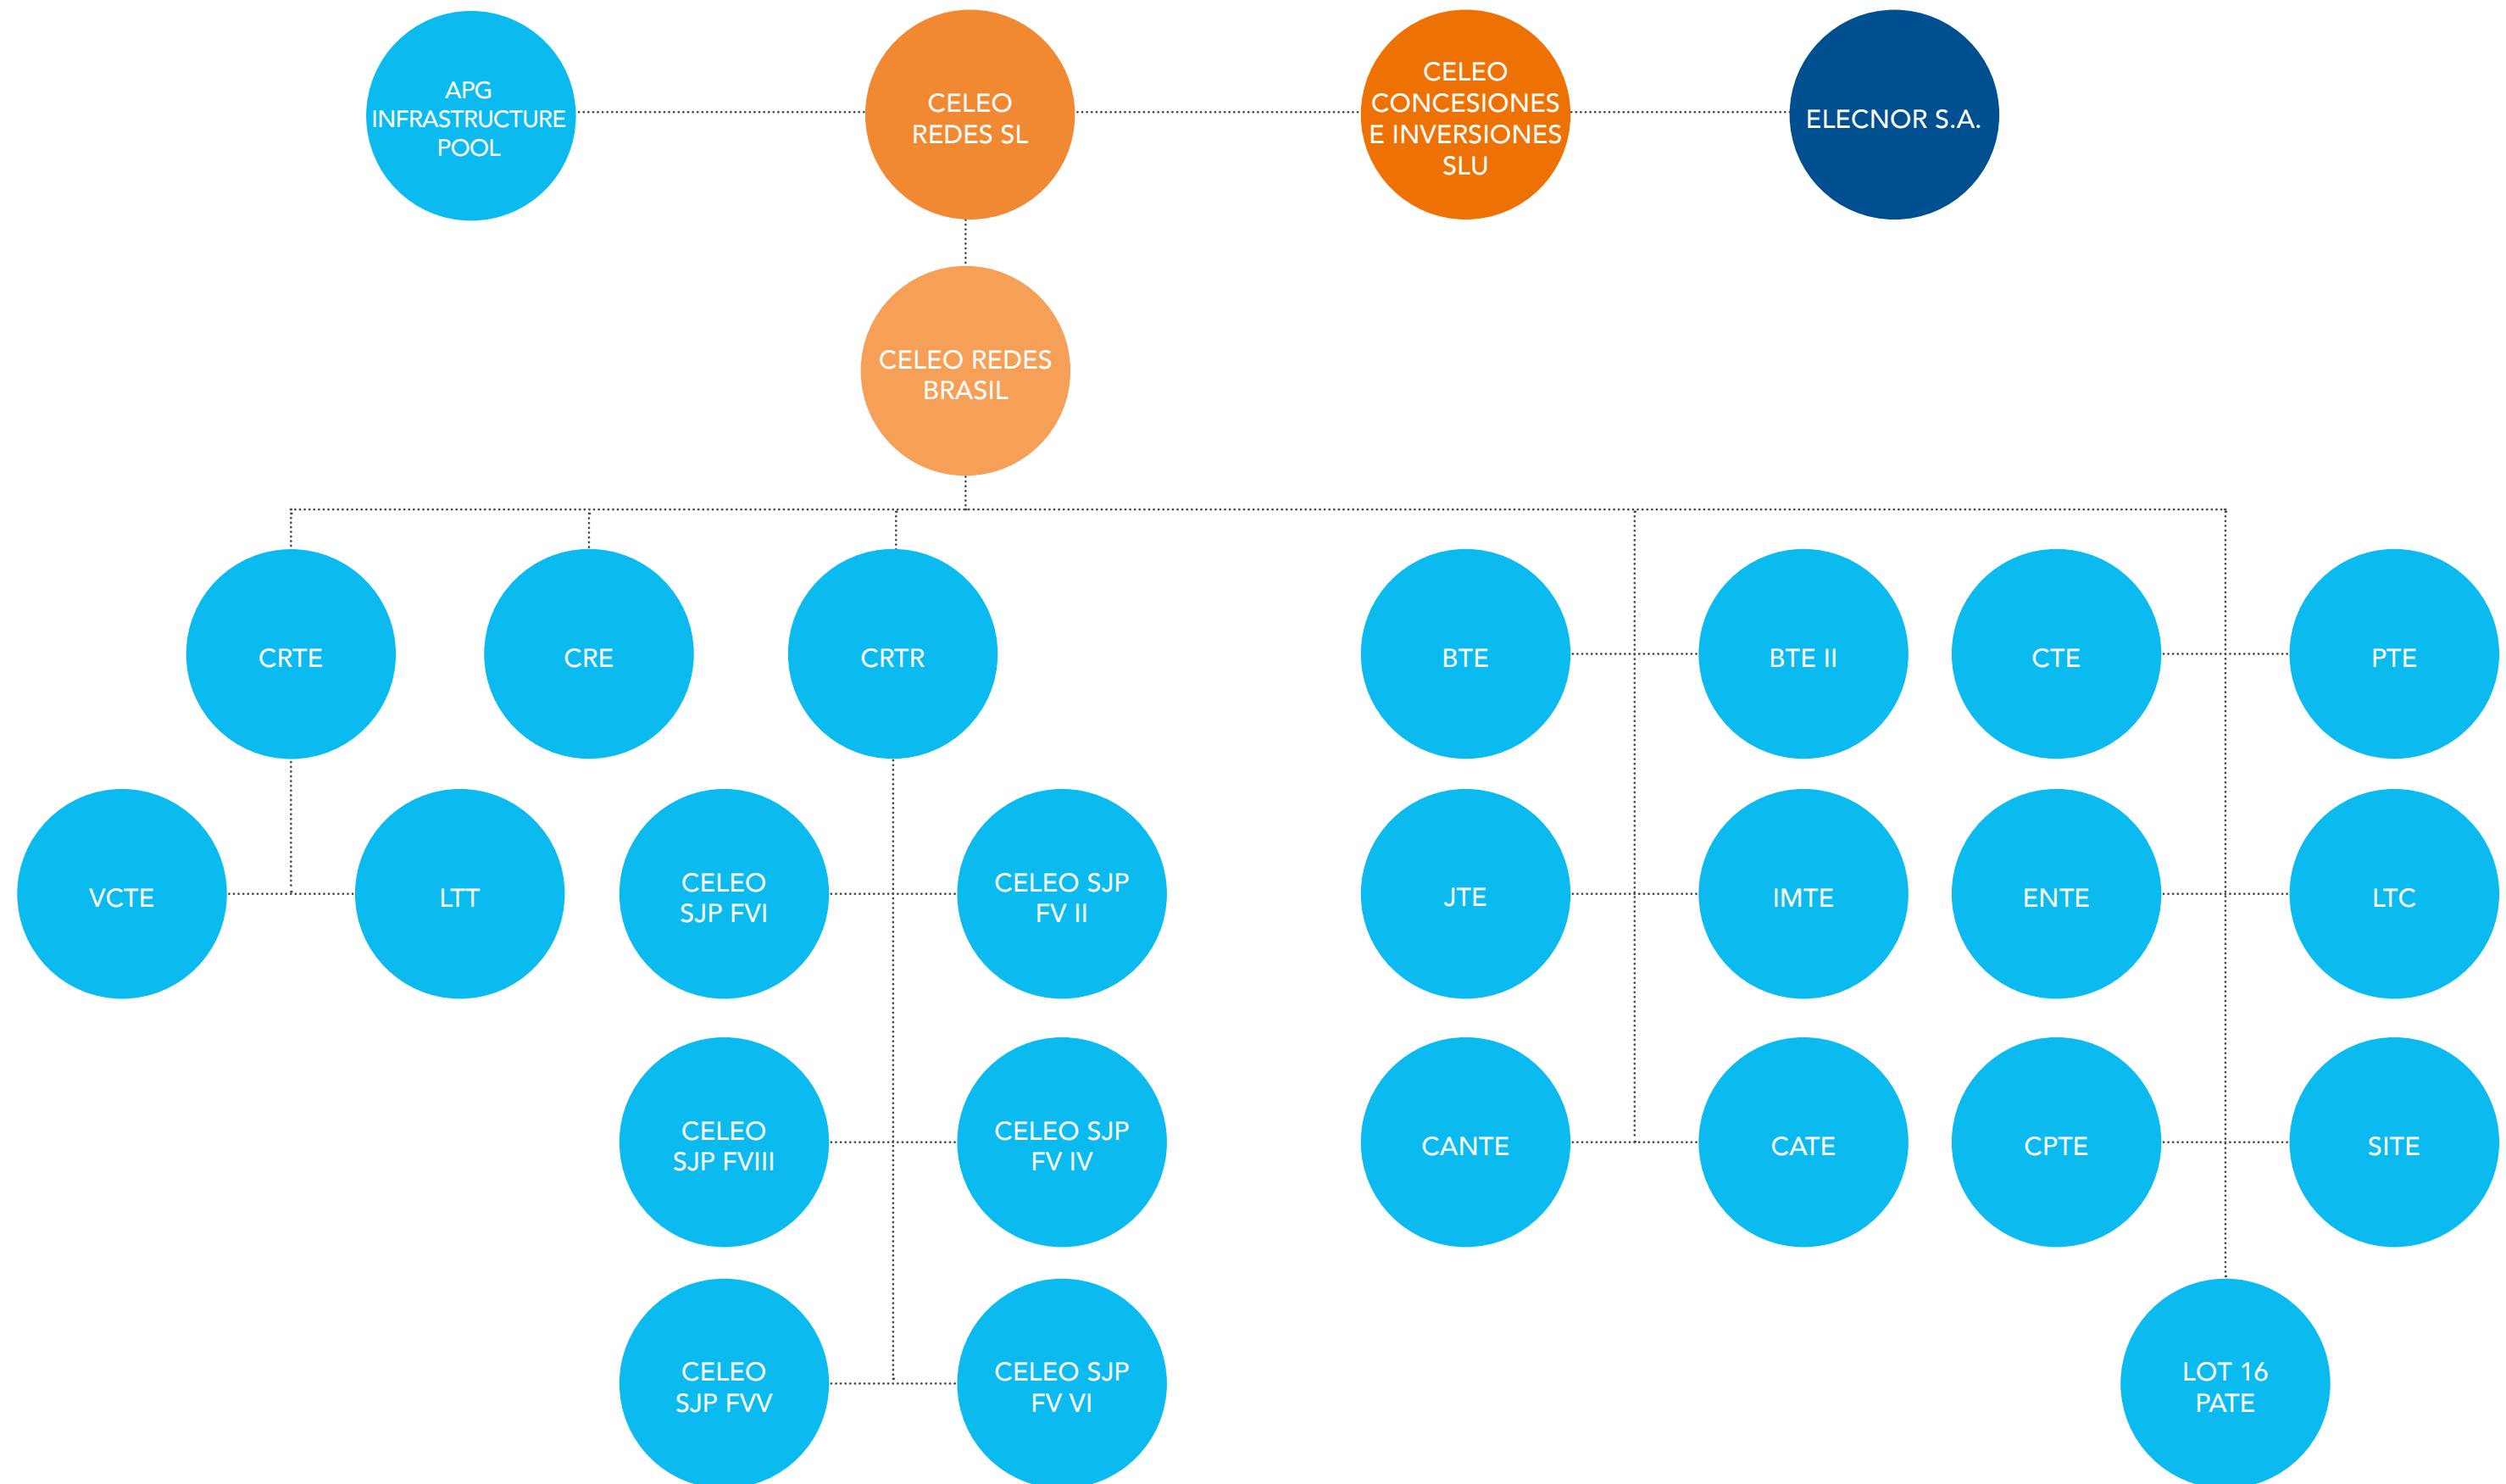 APG
INFRASTRUCTURE
POOL
CELEO
REDES SL
CELEO
CONCESIONES
E INVERSIONES
SLU
ELECNOR S.A.
CELEO REDES
BRASIL
CRTE
CRE
CRTR
BTE
BTE II
CTE
PTE
VCTE
LTT
CELEO
SJP FVI
CELEO SJP
FV II
JTE
IMTE
ENTE
LTC
CELEO
SJP FVIII
CELEO SJP
FV IV
CANTE
CATE
CPTE
SITE
CELEO
SJP FVV
CELEO SJP
FV VI
LOT 16
PATE